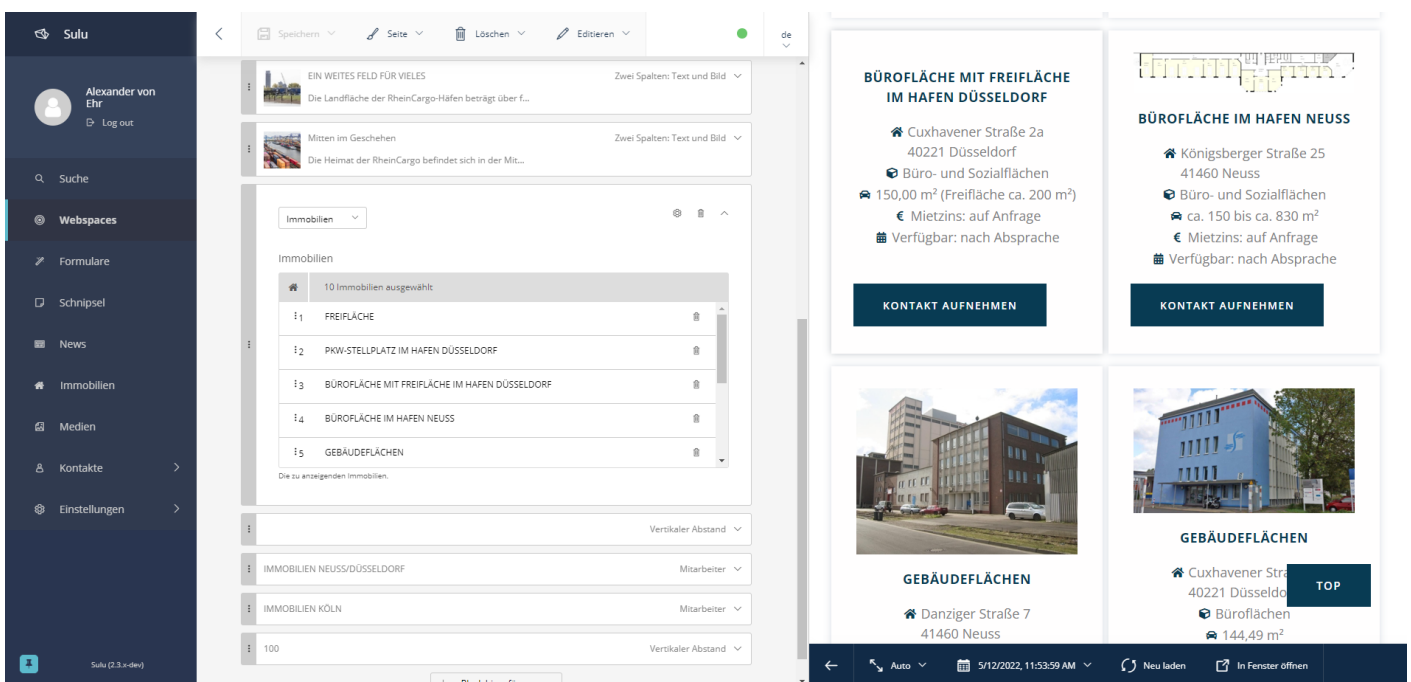 Sulu
Alexander von
Ehr
Log out
Suche
Webspaces
Formulare
Schnipsel
News
Immobilien
Medien
Kontakte
Einstellungen
Sulu (2.3.x-dev)
Speichern
Seite
Löschen
Editieren
de
EIN WEITES FELD FÜR VIELES
Zwei Spalten: Text und Bild
Die Landfläche der RheinCargo-Häfen beträgt über f...
Mitten im Geschehen
Zwei Spalten: Text und Bild
Die Heimat der RheinCargo befindet sich in der Mit...
Immobilien
Immobilien
10 Immobilien ausgewählt
1 FREIFLÄCHE
2 PKW-STELLPLATZ IM HAFEN DÜSSELDORF
3 BÜROFLÄCHE MIT FREIFLÄCHE IM HAFEN DÜSSELDORF
4 BÜROFLÄCHE IM HAFEN NEUSS
5 GEBÄUDEFLÄCHEN
Die zu anzeigenden Immobilien.
Vertikaler Abstand
IMMOBILIEN NEUSS/DÜSSELDORF
Mitarbeiter
IMMOBILIEN KÖLN
Mitarbeiter
100
Vertikaler Abstand
BÜROFLÄCHE MIT FREIFLÄCHE
IM HAFEN DÜSSELDORF
Cuxhavener Straße 2a
40221 Düsseldorf
Büro- und Sozialflächen
150,00 m² (Freifläche ca. 200 m²)
€ Mietzins: auf Anfrage
Verfügbar: nach Absprache
KONTAKT AUFNEHMEN
BÜROFLÄCHE IM HAFEN NEUSS
Königsberger Straße 25
41460 Neuss
Büro- und Sozialflächen
ca. 150 bis ca. 830 m²
€ Mietzins: auf Anfrage
Verfügbar: nach Absprache
KONTAKT AUFNEHMEN
GEBÄUDEFLÄCHEN
Danziger Straße 7
41460 Neuss
GEBÄUDEFLÄCHEN
Cuxhavener Stra
40221 Düsseldo
Büroflächen
144,49 m²
TOP
Auto
5/12/2022, 11:53:59 AM
Neu laden
In Fenster öffnen